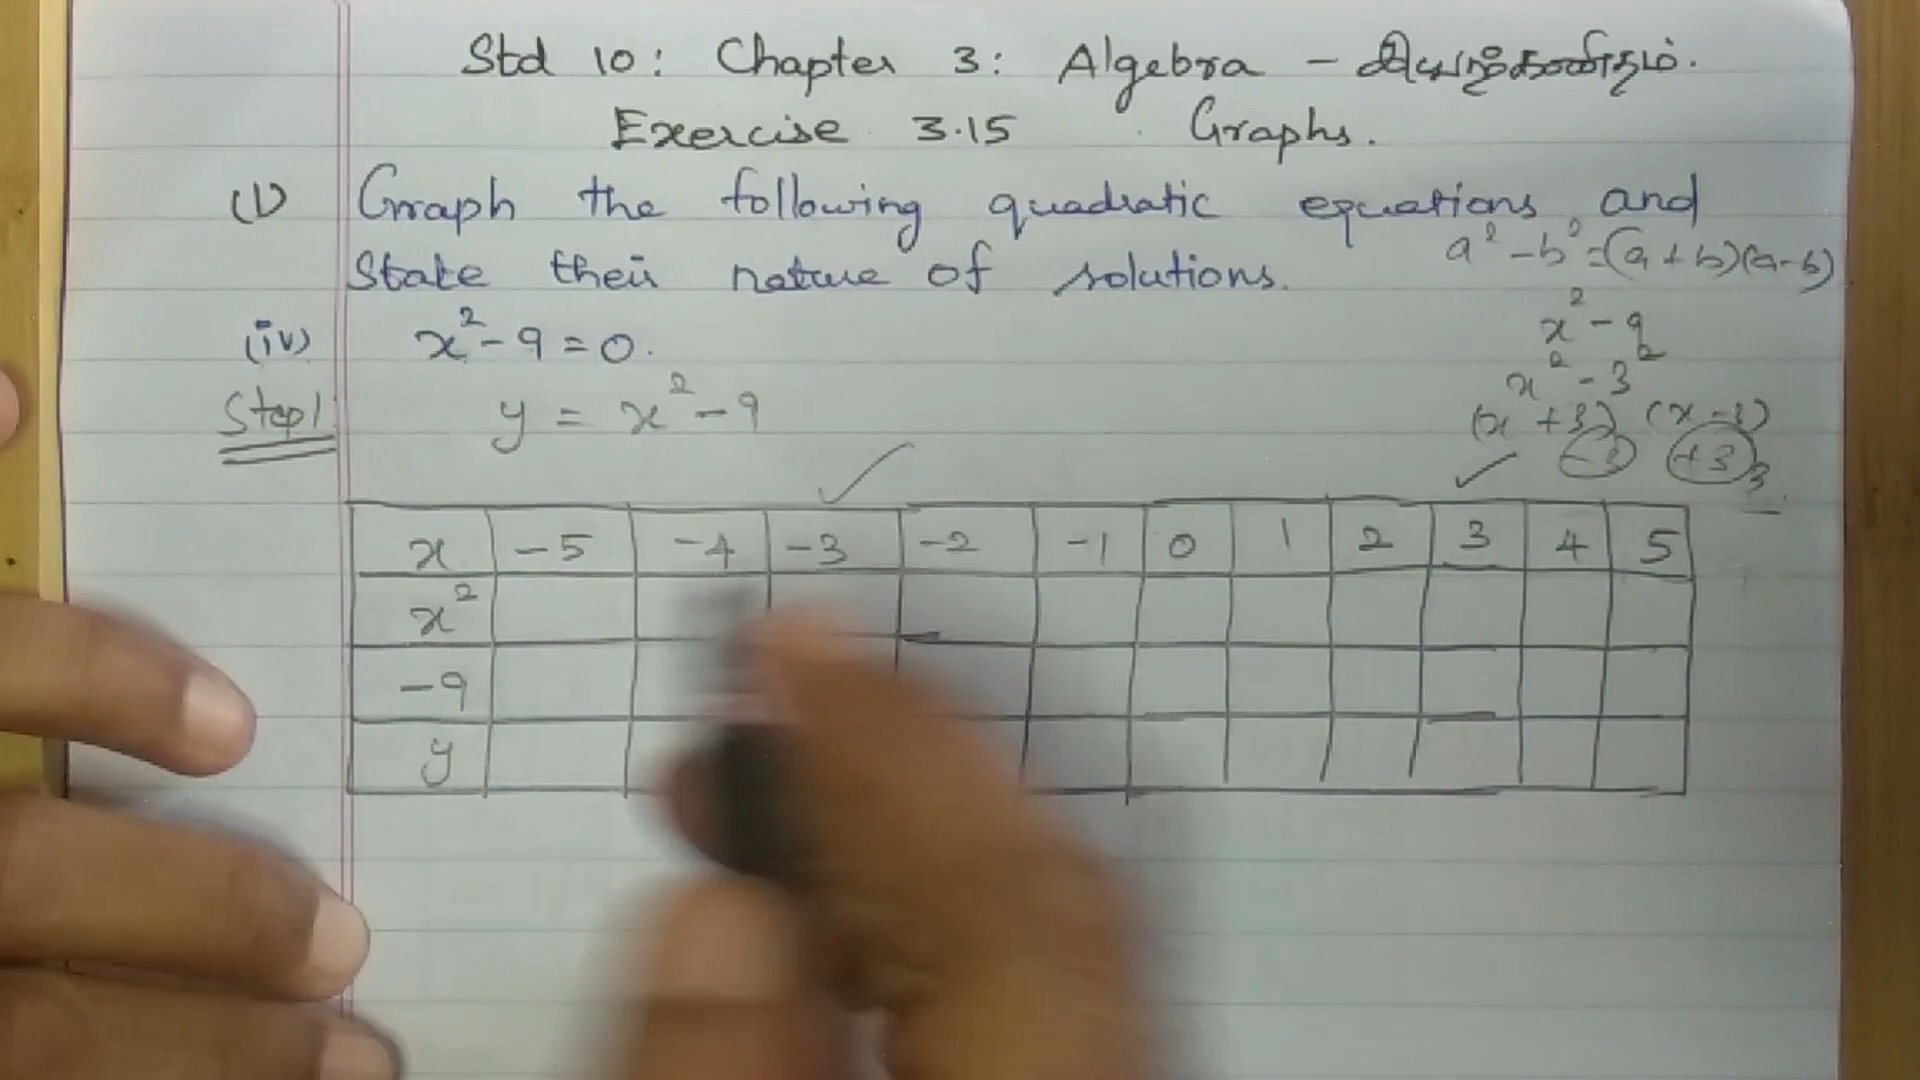 Std 10: Chapter 3: Algebra - இயற்கணிதம்.
Exercise 3.15 Graphs.
(1) Graph the following quadratic equations and
state their nature of solutions.
a² - b² = (a + b)(a - b)
(iv) x² - 9 = 0.
x² - 9
x² - 3²
Step 1 y = x² - 9
(x + 3) (x - 3)
-3 +3 3
x -5 -4 -3 -2 -1 0 1 2 3 4 5
x²
-9
y